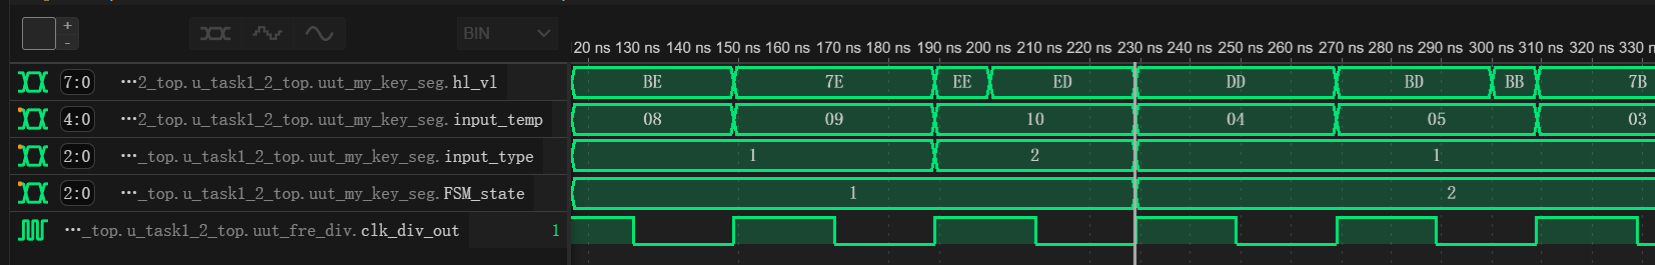 +
-
BIN
20 ns 130 ns 140 ns 150 ns 160 ns 170 ns 180 ns 190 ns 200 ns 210 ns 220 ns 230 ns 240 ns 250 ns 260 ns 270 ns 280 ns 290 ns 300 ns 310 ns 320 ns 330 ns
7:0 ···2_top.u_task1_2_top.uut_my_key_seg.hl_vl BE 7E EE ED DD BD BB 7B
4:0 ···2_top.u_task1_2_top.uut_my_key_seg.input_temp 08 09 10 04 05 03
2:0 ···_top.u_task1_2_top.uut_my_key_seg.input_type 1 2 1
2:0 ···_top.u_task1_2_top.uut_my_key_seg.FSM_state 1 2
···_top.u_task1_2_top.uut_fre_div.clk_div_out 1